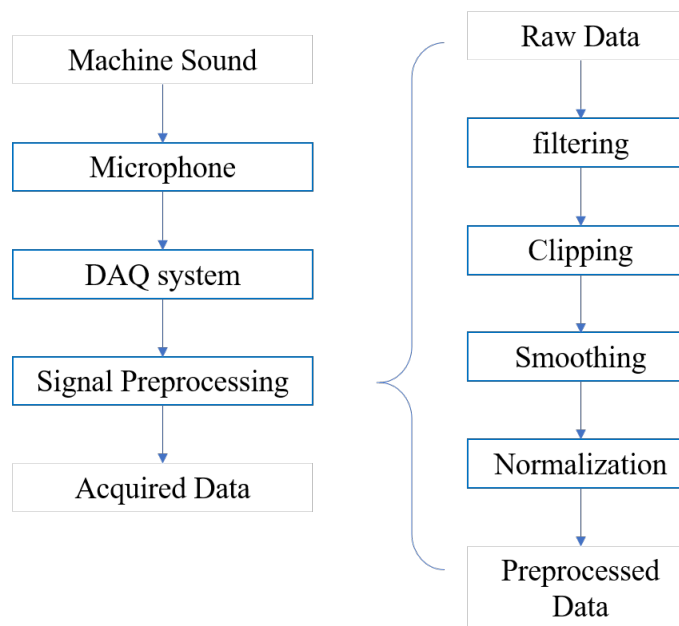 Machine Sound
Microphone
DAQ system
Signal Preprocessing
Acquired Data
Raw Data
filtering
Clipping
Smoothing
Normalization
Preprocessed
Data